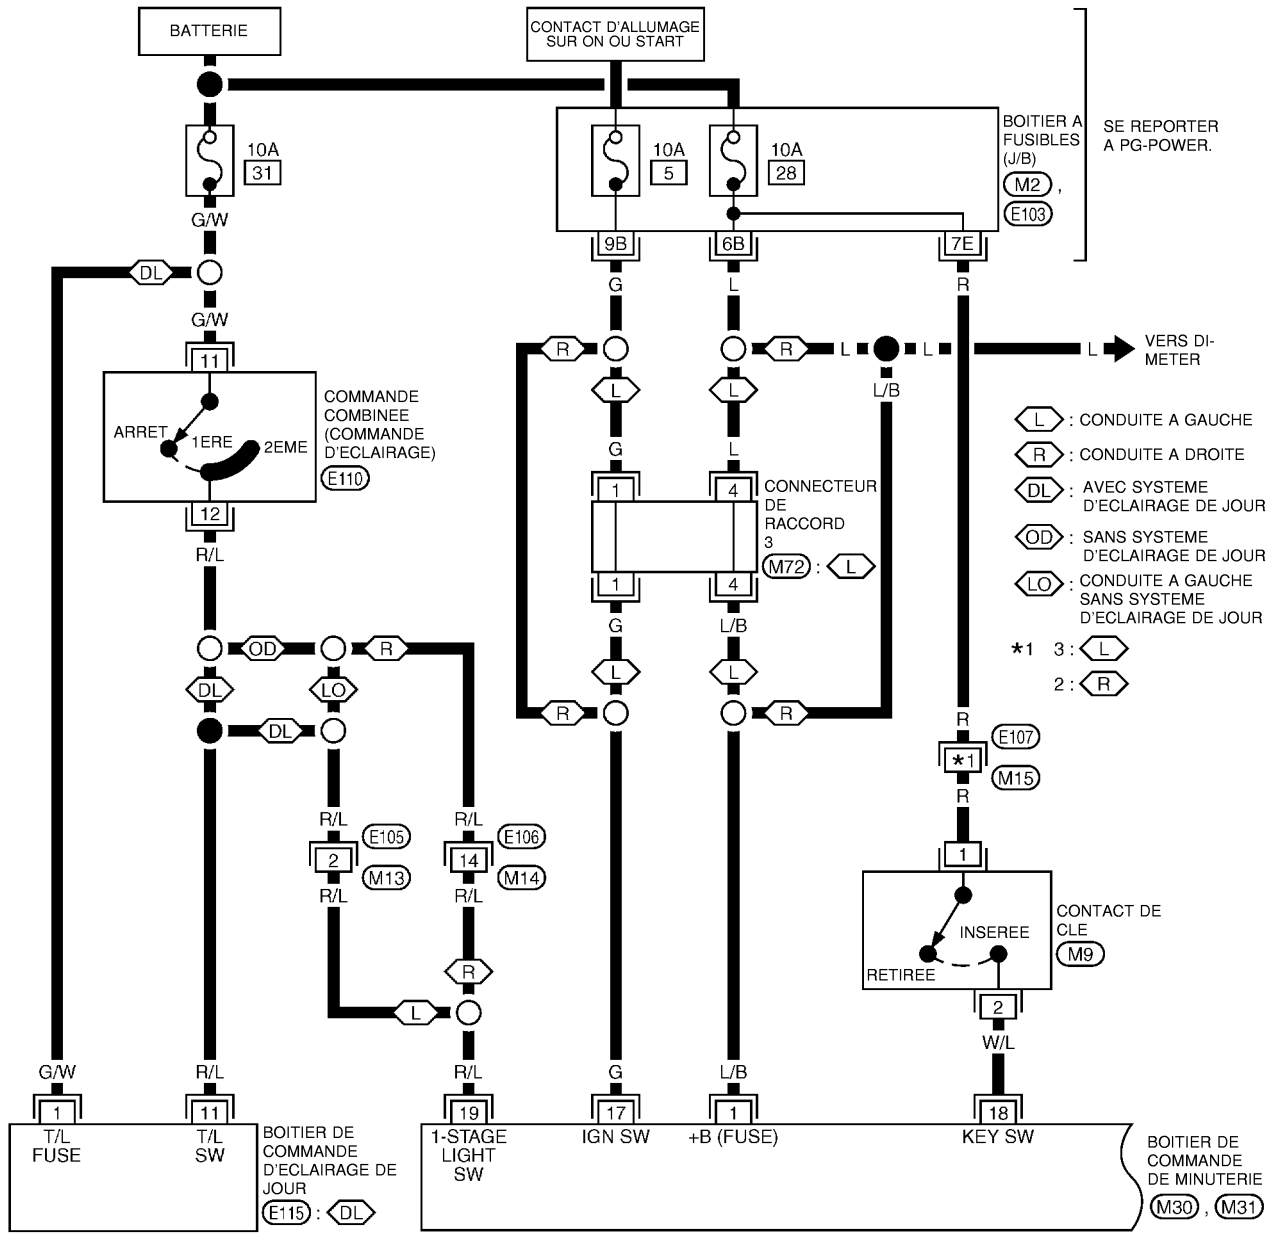 BATTERIE
CONTACT D'ALLUMAGE
SUR ON OU START
10A
31
10A
5
10A
28
BOITIER A
FUSIBLES
(J/B)
M2 ,
E103
SE REPORTER
A PG-POWER.
G/W
9B
6B
7E
DL
G
L
R
G/W
11
R
R
L
L
L
VERS DI-
METER
L
L
L/B
COMMANDE
COMBINEE
(COMMANDE
D'ECLAIRAGE)
E110
ARRET
1ERE
2EME
12
G
L
1
4
CONNECTEUR
DE
RACCORD
3
M72 : L
1
4
L : CONDUITE A GAUCHE
R : CONDUITE A DROITE
DL : AVEC SYSTEME
D'ECLAIRAGE DE JOUR
OD : SANS SYSTEME
D'ECLAIRAGE DE JOUR
LO : CONDUITE A GAUCHE
SANS SYSTEME
D'ECLAIRAGE DE JOUR
*1 3 : L
2 : R
R/L
G
L/B
OD
R
DL
LO
L
L
DL
R
R
R
E107
*1
M15
R
R/L
R/L
E105
E106
2
14
M13
M14
R/L
R/L
1
INSEREE
RETIREE
CONTACT DE
CLE
M9
2
R
L
W/L
G/W
R/L
R/L
G
L/B
1
11
19
17
1
18
T/L
FUSE
T/L
SW
BOITIER DE
COMMANDE
D'ECLAIRAGE DE
JOUR
E115 : DL
1-STAGE
LIGHT
SW
IGN SW
+B (FUSE)
KEY SW
BOITIER DE
COMMANDE
DE MINUTERIE
M30 , M31